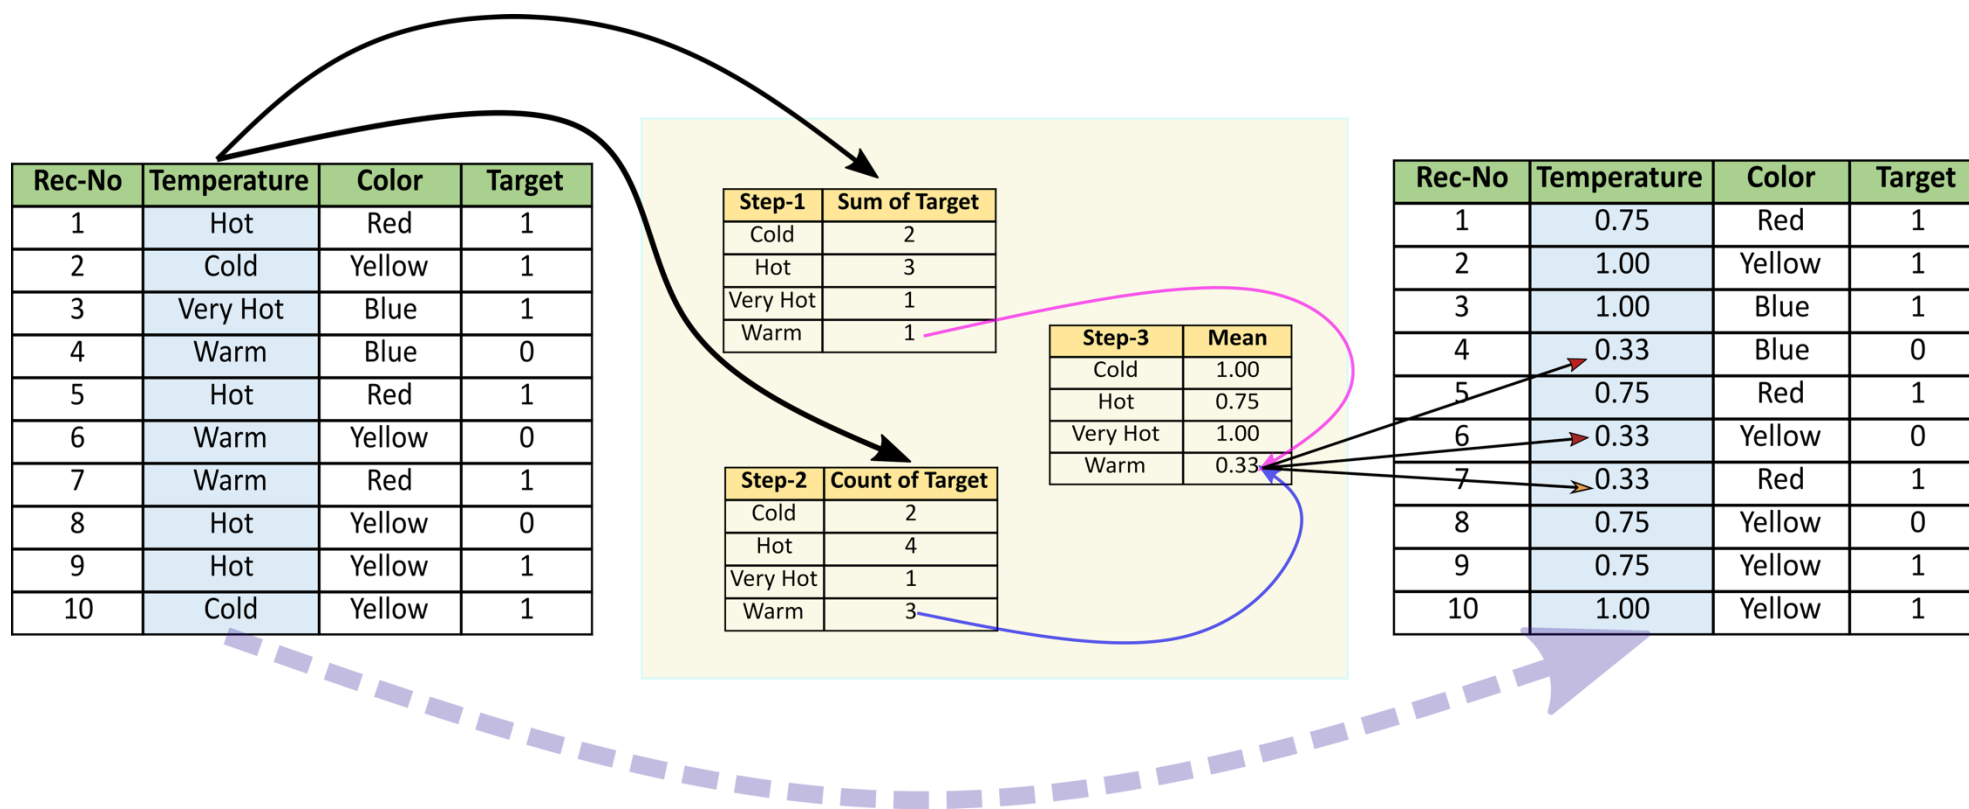 Rec-No Temperature Color Target
1 Hot Red 1
2 Cold Yellow 1
3 Very Hot Blue 1
4 Warm Blue 0
5 Hot Red 1
6 Warm Yellow 0
7 Warm Red 1
8 Hot Yellow 0
9 Hot Yellow 1
10 Cold Yellow 1
Step-1 Sum of Target
Cold 2
Hot 3
Very Hot 1
Warm 1
Step-2 Count of Target
Cold 2
Hot 4
Very Hot 1
Warm 3
Step-3 Mean
Cold 1.00
Hot 0.75
Very Hot 1.00
Warm 0.33
Rec-No Temperature Color Target
1 0.75 Red 1
2 1.00 Yellow 1
3 1.00 Blue 1
4 0.33 Blue 0
5 0.75 Red 1
6 0.33 Yellow 0
7 0.33 Red 1
8 0.75 Yellow 0
9 0.75 Yellow 1
10 1.00 Yellow 1